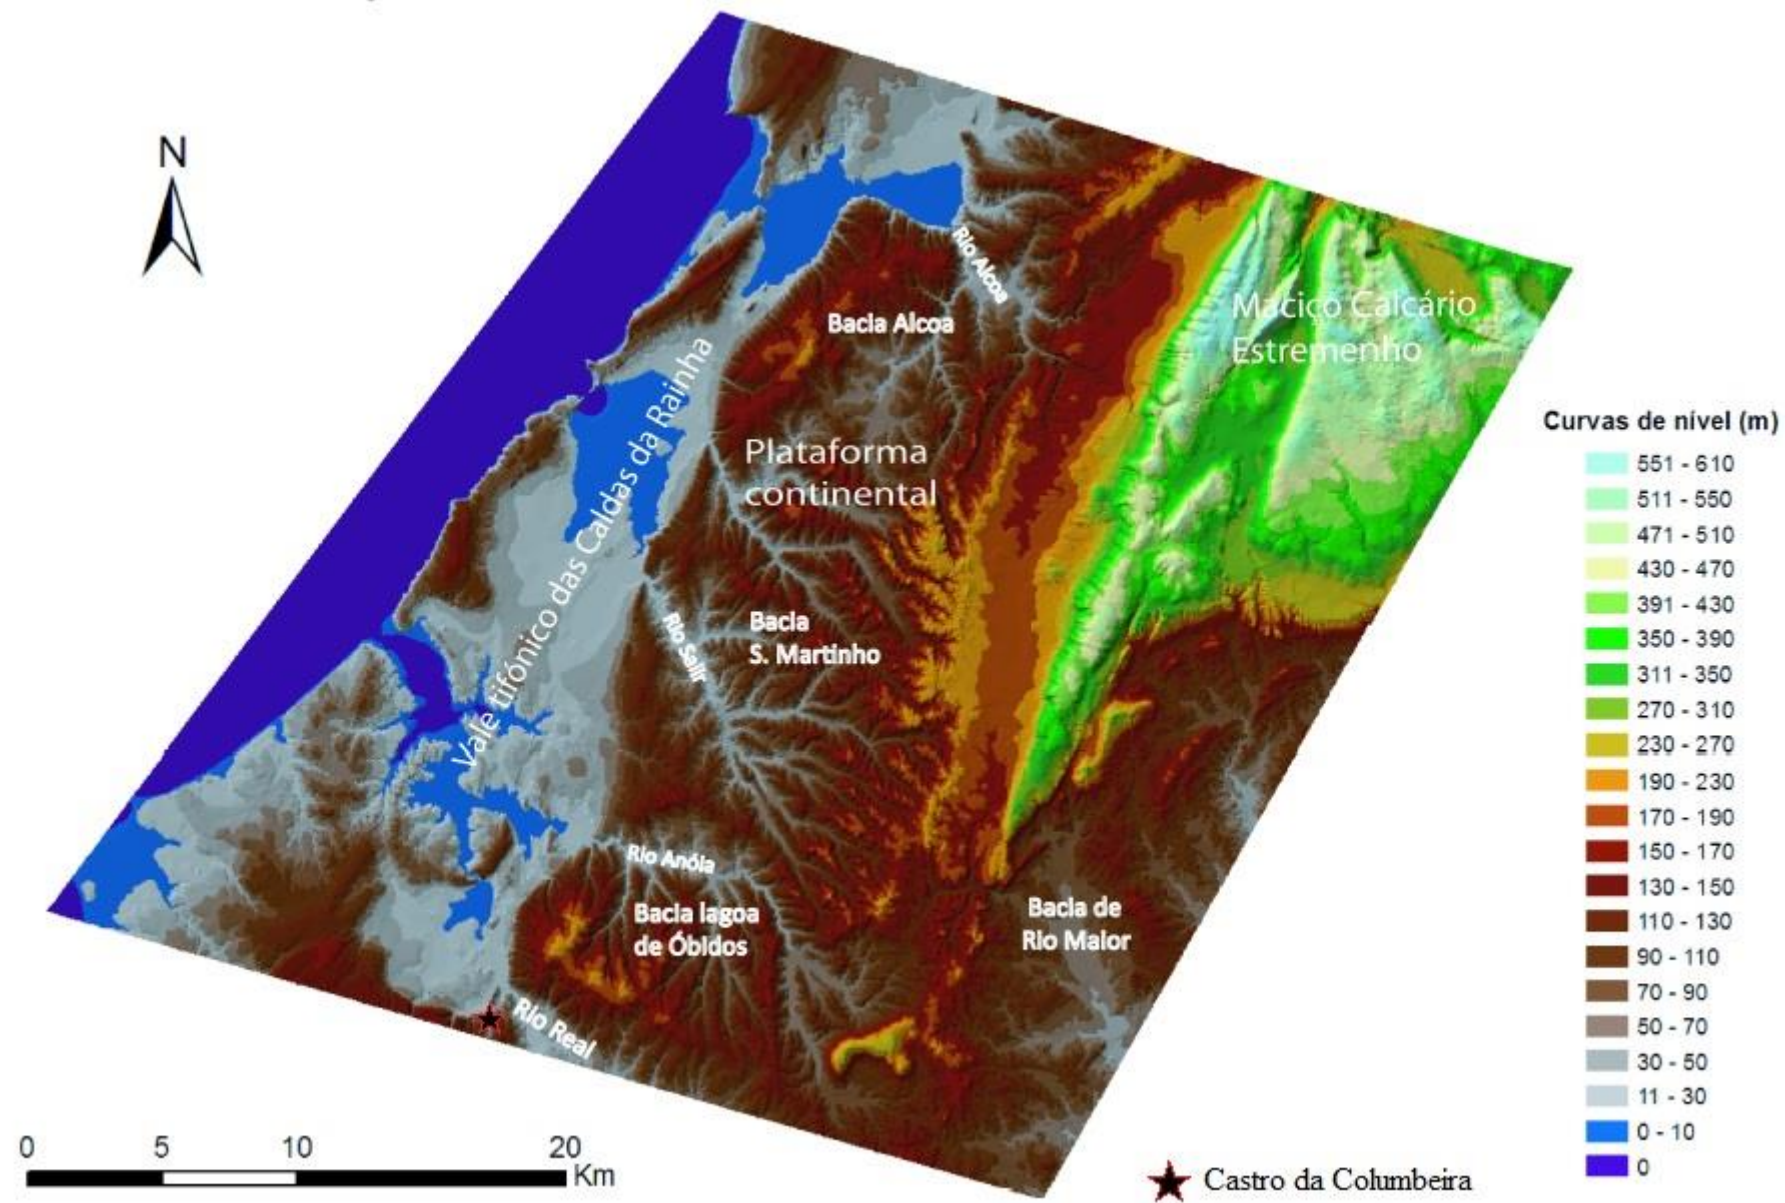 N
Rio Alcoa
Maciço Calcário
Estremenho
Bacia Alcoa
Vale tifónico das Caldas da Rainha
Plataforma
continental
Bacia
S. Martinho
Rio Salir
Rio Anóia
Bacia lagoa
de Óbidos
Bacia de
Rio Maior
Rio Real
Curvas de nível (m)
551 - 610
511 - 550
471 - 510
430 - 470
391 - 430
350 - 390
311 - 350
270 - 310
230 - 270
190 - 230
170 - 190
150 - 170
130 - 150
110 - 130
90 - 110
70 - 90
50 - 70
30 - 50
11 - 30
0 - 10
0
0 5 10 20
Km
Castro da Columbeira